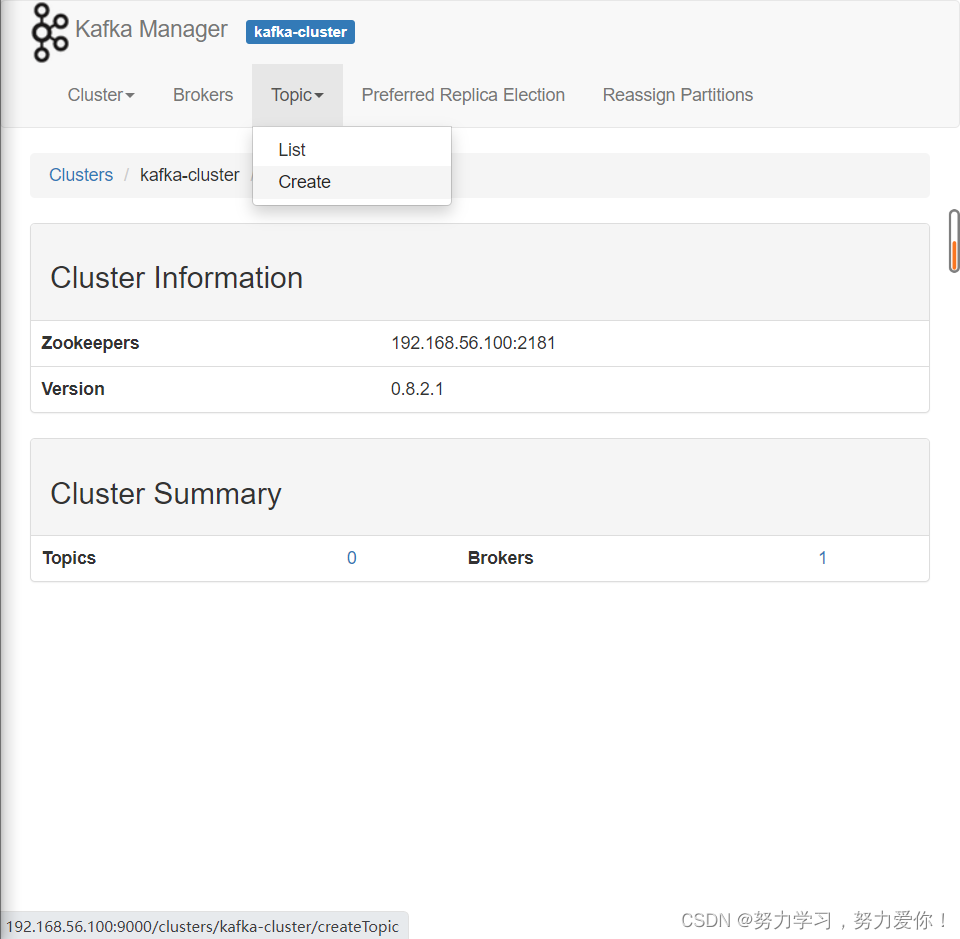 Kafka Manager kafka-cluster
Cluster Brokers Topic Preferred Replica Election Reassign Partitions
List
Create
Clusters / kafka-cluster /
Cluster Information
Zookeepers 192.168.56.100:2181
Version 0.8.2.1
Cluster Summary
Topics 0 Brokers 1
192.168.56.100:9000/clusters/kafka-cluster/createTopic
CSDN @努力学习，努力爱你！